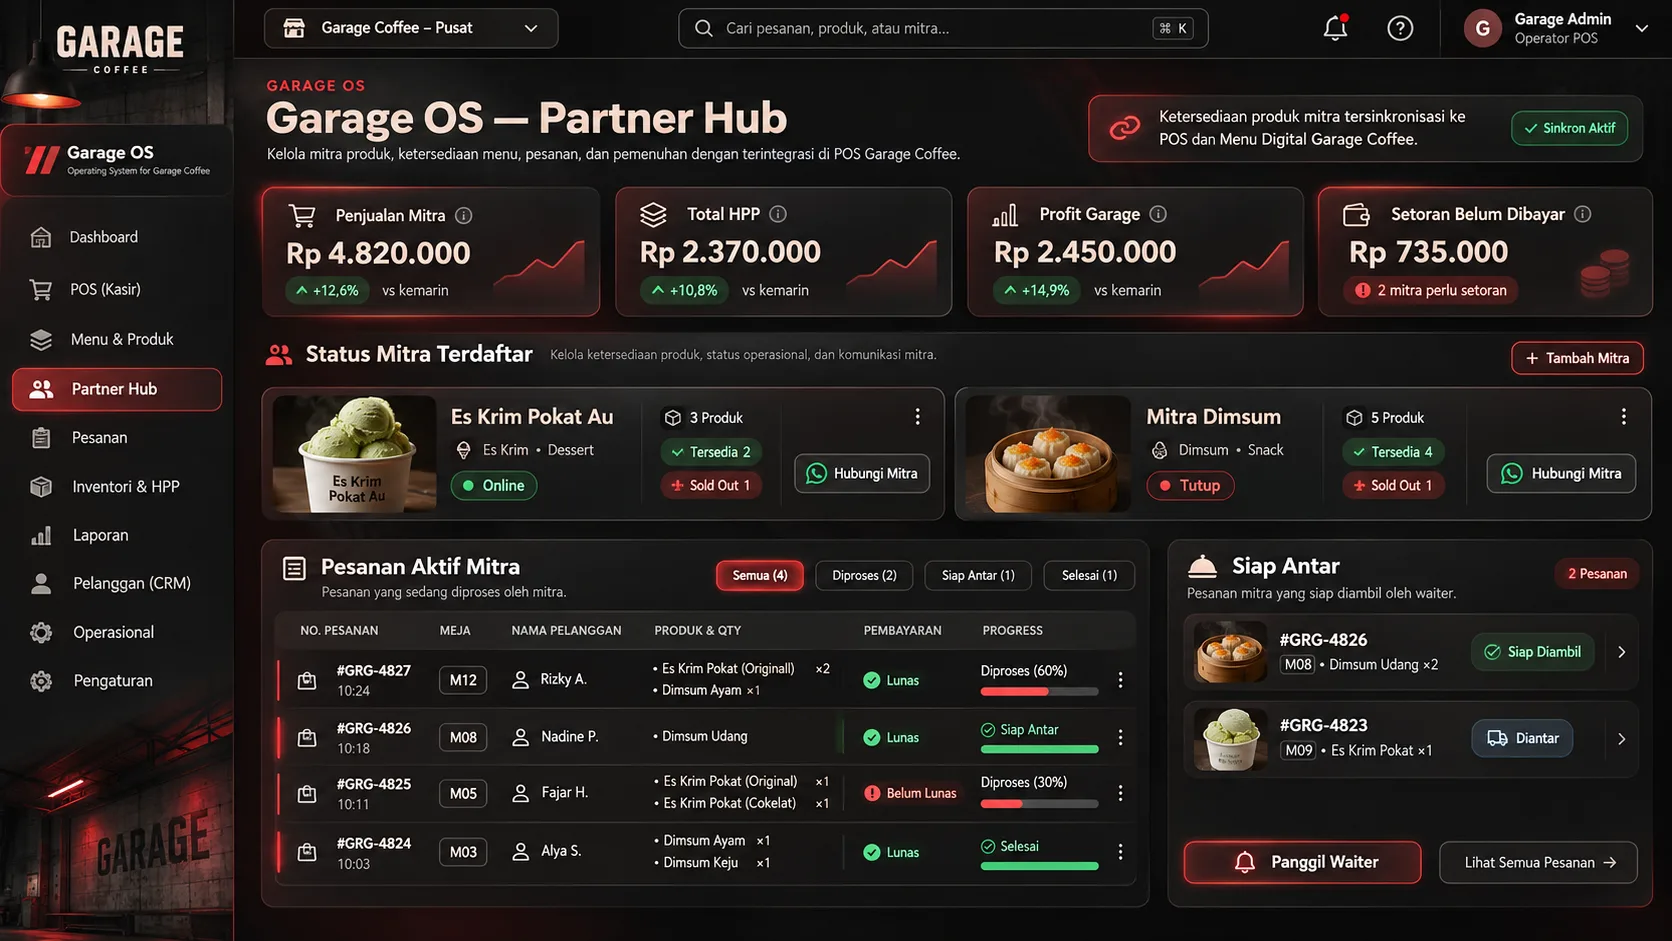 GARAGE
COFFEE
Garage OS
Operating System for Garage Coffee
Dashboard
POS (Kasir)
Menu & Produk
Partner Hub
Pesanan
Inventori & HPP
Laporan
Pelanggan (CRM)
Operasional
Pengaturan
GARAGE
Garage Coffee – Pusat
Cari pesanan, produk, atau mitra...
⌘ K
G
Garage Admin
Operator POS
GARAGE OS
Garage OS — Partner Hub
Kelola mitra produk, ketersediaan menu, pesanan, dan pemenuhan dengan terintegrasi di POS Garage Coffee.
Ketersediaan produk mitra tersinkronisasi ke
POS dan Menu Digital Garage Coffee.
Sinkron Aktif
Penjualan Mitra
Rp 4.820.000
+12,6% vs kemarin
Total HPP
Rp 2.370.000
+10,8% vs kemarin
Profit Garage
Rp 2.450.000
+14,9% vs kemarin
Setoran Belum Dibayar
Rp 735.000
2 mitra perlu setoran
Status Mitra Terdaftar
Kelola ketersediaan produk, status operasional, dan komunikasi mitra.
+ Tambah Mitra
Es Krim
Pokat Au
Es Krim Pokat Au
Es Krim • Dessert
Online
3 Produk
Tersedia 2
Sold Out 1
Hubungi Mitra
Mitra Dimsum
Dimsum • Snack
Tutup
5 Produk
Tersedia 4
Sold Out 1
Hubungi Mitra
Pesanan Aktif Mitra
Pesanan yang sedang diproses oleh mitra.
Semua (4) Diproses (2) Siap Antar (1) Selesai (1)
NO. PESANAN MEJA NAMA PELANGGAN PRODUK & QTY PEMBAYARAN PROGRESS
#GRG-4827
10:24
M12
Rizky A.
• Es Krim Pokat (Originall) ×2
• Dimsum Ayam ×1
Lunas
Diproses (60%)
#GRG-4826
10:18
M08
Nadine P.
• Dimsum Udang
Lunas
Siap Antar
#GRG-4825
10:11
M05
Fajar H.
• Es Krim Pokat (Original) ×1
• Es Krim Pokat (Cokelat) ×1
Belum Lunas
Diproses (30%)
#GRG-4824
10:03
M03
Alya S.
• Dimsum Ayam ×1
• Dimsum Keju ×1
Lunas
Selesai
Siap Antar
Pesanan mitra yang siap diambil oleh waiter.
2 Pesanan
#GRG-4826
M08 • Dimsum Udang ×2
Siap Diambil
#GRG-4823
M09 • Es Krim Pokat ×1
Diantar
Panggil Waiter
Lihat Semua Pesanan →